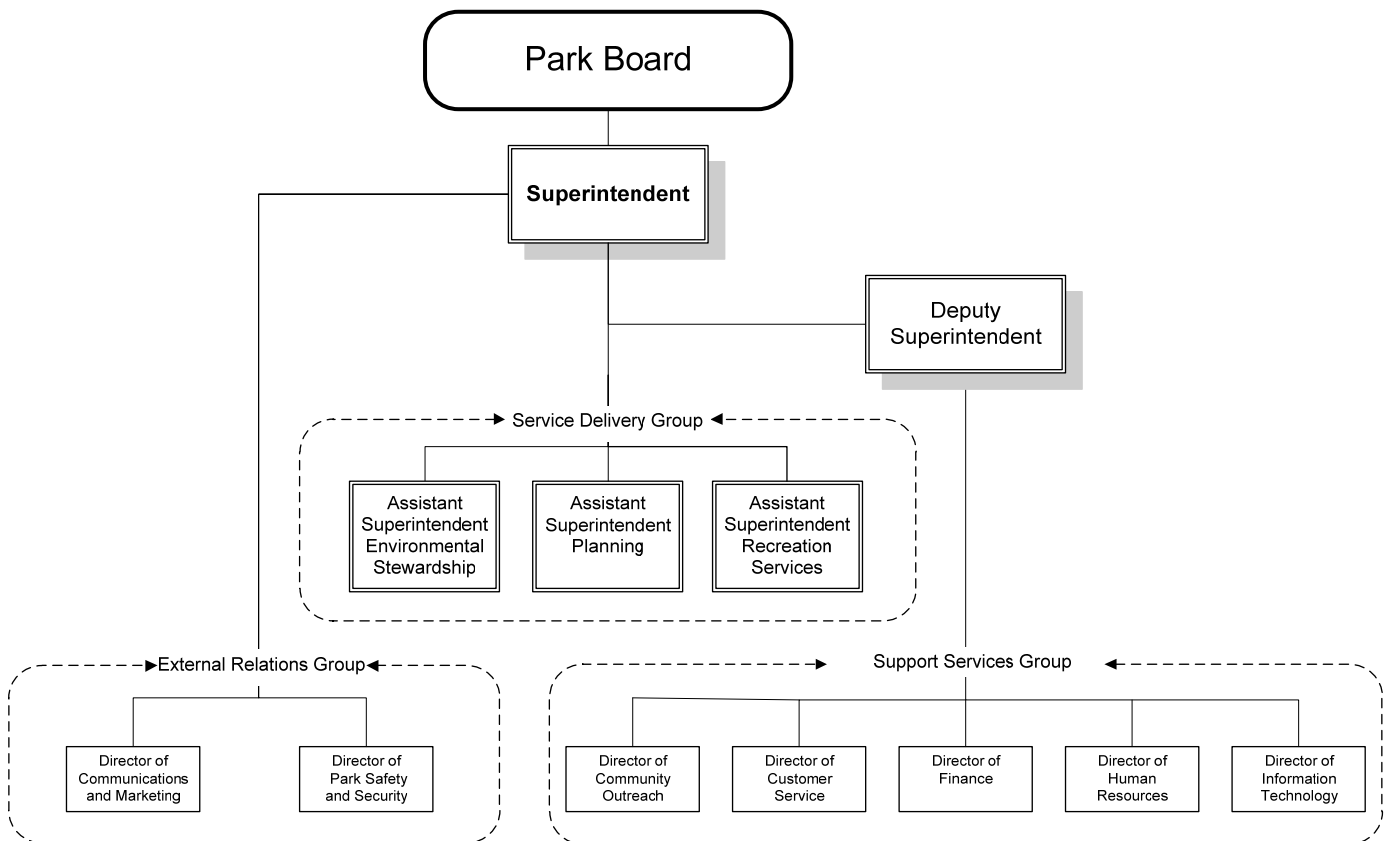 Park Board
Superintendent
Deputy
Superintendent
Service Delivery Group
Assistant
Superintendent
Environmental
Stewardship
Assistant
Superintendent
Planning
Assistant
Superintendent
Recreation
Services
External Relations Group
Director of
Communications
and Marketing
Director of
Park Safety
and Security
Support Services Group
Director of
Community
Outreach
Director of
Customer
Service
Director of
Finance
Director of
Human
Resources
Director of
Information
Technology